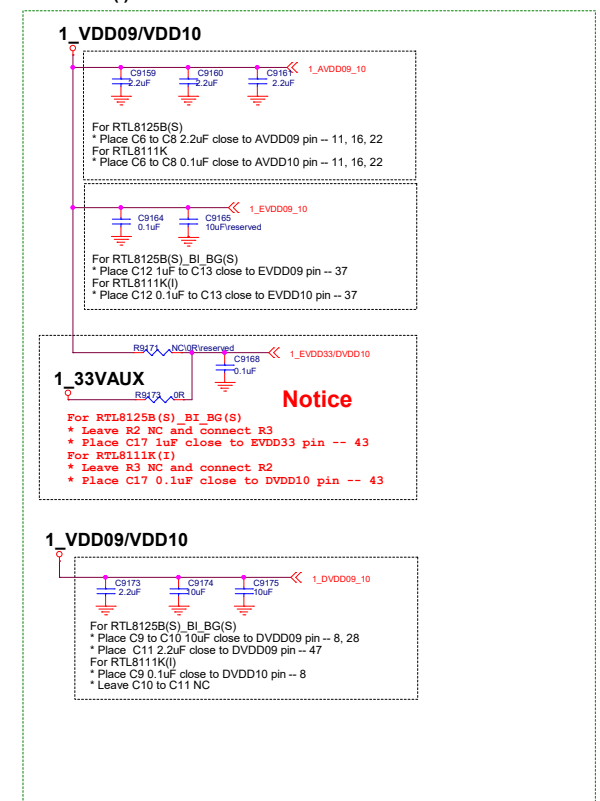 1_VDD09/VDD10
C9159 C9160 C9161 1_AVDD09_10
2.2uF 2.2uF 2.2uF
For RTL8125B(S)
* Place C6 to C8 2.2uF close to AVDD09 pin -- 11, 16, 22
For RTL8111K
* Place C6 to C8 0.1uF close to AVDD10 pin -- 11, 16, 22
1_EVDD09_10
C9164 C9165
0.1uF 10uF\reserved
For RTL8125B(S)_BI_BG(S)
* Place C12 1uF to C13 close to EVDD09 pin -- 37
For RTL8111K(I)
* Place C12 0.1uF to C13 close to EVDD10 pin -- 37
R9171 NC\0R\reserved 1_EVDD33/DVDD10
C9168
0.1uF
1_33VAUX
R9173 0R
Notice
For RTL8125B(S)_BI_BG(S)
* Leave R2 NC and connect R3
* Place C17 1uF close to EVDD33 pin -- 43
For RTL8111K(I)
* Leave R3 NC and connect R2
* Place C17 0.1uF close to DVDD10 pin -- 43
1_VDD09/VDD10
C9173 C9174 C9175 1_DVDD09_10
2.2uF 10uF 10uF
For RTL8125B(S)_BI_BG(S)
* Place C9 to C10 10uF close to DVDD09 pin -- 8, 28
* Place C11 2.2uF close to DVDD09 pin -- 47
For RTL8111K(I)
* Place C9 0.1uF close to DVDD10 pin -- 8
* Leave C10 to C11 NC